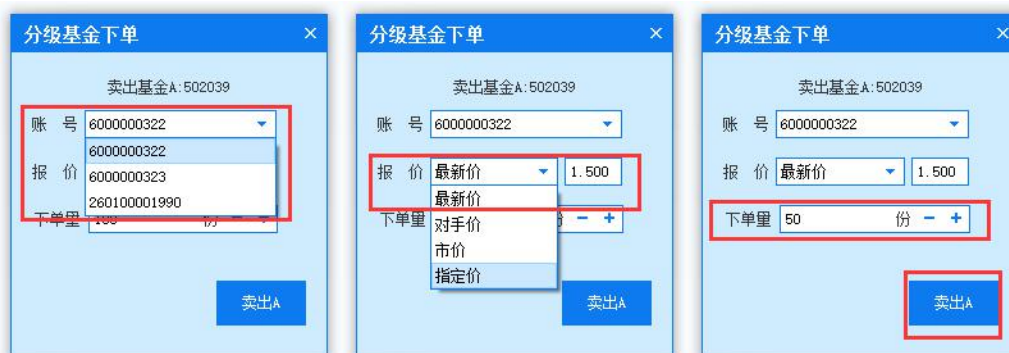 分级基金下单 ×
卖出基金A:502039
账 号 6000000322
6000000322
报 价 6000000323
260100001990
下单量 份
卖出A
分级基金下单 ×
卖出基金A:502039
账 号 6000000322
报 价 最新价 1.500
最新价
下单量 对手价 − +
市价
指定价
卖出A
分级基金下单 ×
卖出基金A:502039
账 号 6000000322
报 价 最新价 1.500
下单量 50 份 − +
卖出A